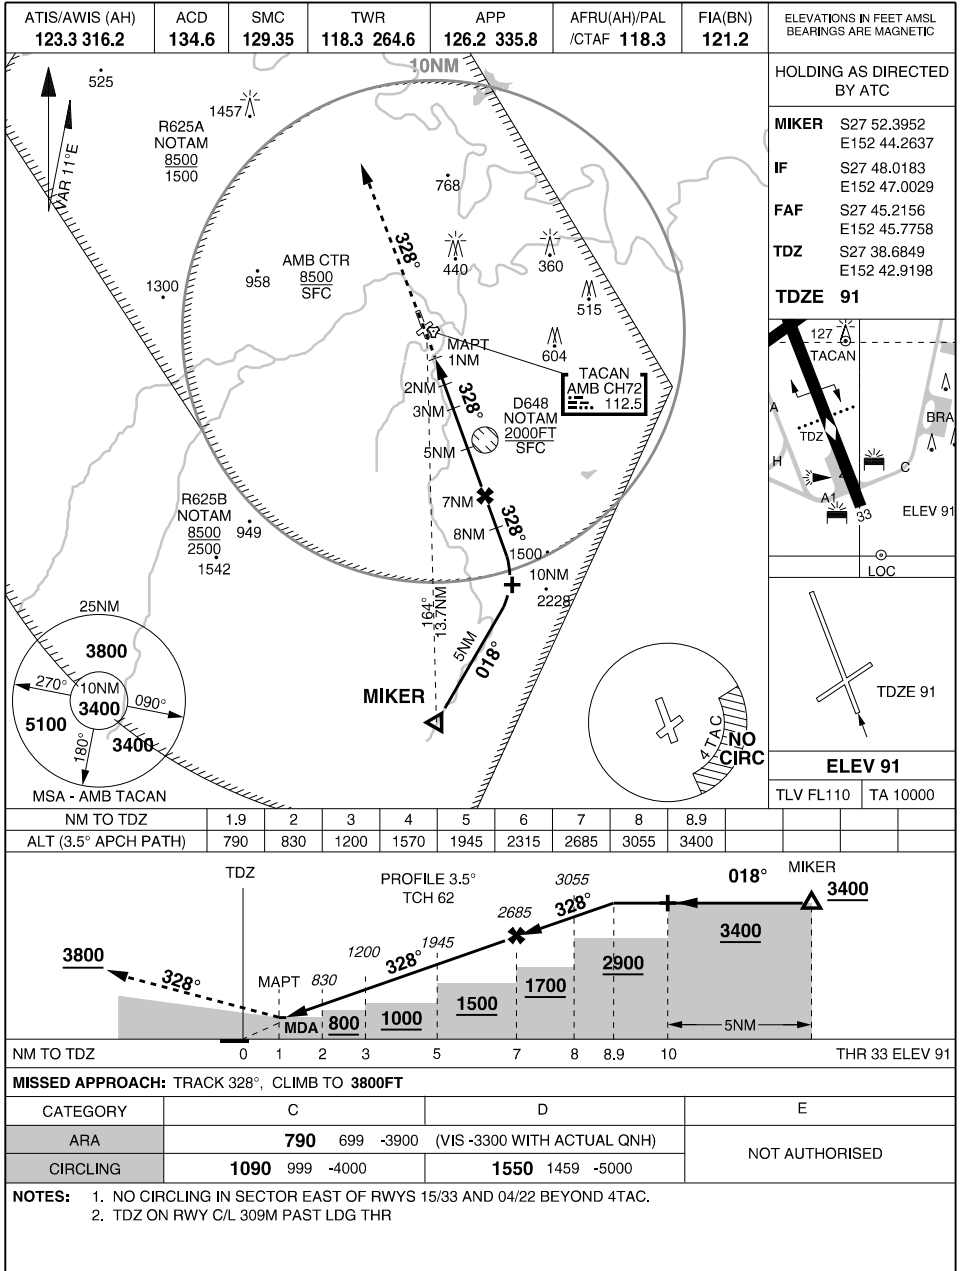 ATIS/AWIS (AH) ACD SMC TWR APP AFRU(AH)/PAL FIA(BN)
123.3 316.2 134.6 129.35 118.3 264.6 126.2 335.8 /CTAF 118.3 121.2
ELEVATIONS IN FEET AMSL
BEARINGS ARE MAGNETIC
HOLDING AS DIRECTED
BY ATC
MIKER S27 52.3952
E152 44.2637
IF S27 48.0183
E152 47.0029
FAF S27 45.2156
E152 45.7758
TDZ S27 38.6849
E152 42.9198
TDZE 91
10NM
525
1457
VAR 11°E
R625A
NOTAM
8500
1500
768
328°
AMB CTR
8500
SFC
958
1300
440
360
515
604
MAPT
1NM
2NM
3NM
5NM
7NM
8NM
328°
TACAN
AMB CH72
112.5
D648
NOTAM
2000FT
SFC
R625B
NOTAM
8500
2500
1542
949
328°
1500
10NM
2228
164°
13.7NM
5NM
018°
MIKER
25NM
3800
10NM
3400
270°
090°
5100
180°
3400
MSA - AMB TACAN
4 TAC
NO
CIRC
127
TACAN
A
TDZ
BRA
H
C
A1
33
ELEV 91
LOC
TDZE 91
ELEV 91
TLV FL110 TA 10000
NM TO TDZ 1.9 2 3 4 5 6 7 8 8.9
ALT (3.5° APCH PATH) 790 830 1200 1570 1945 2315 2685 3055 3400
TDZ
PROFILE 3.5°
TCH 62
3055
018°
MIKER
3400
2685
328°
3400
1945
1200
328°
2900
3800
328°
MAPT
830
1700
1500
1000
800
MDA
5NM
NM TO TDZ 0 1 2 3 5 7 8 8.9 10 THR 33 ELEV 91
MISSED APPROACH: TRACK 328°, CLIMB TO 3800FT
CATEGORY C D E
ARA 790 699 -3900 (VIS -3300 WITH ACTUAL QNH)
NOT AUTHORISED
CIRCLING 1090 999 -4000 1550 1459 -5000
NOTES: 1. NO CIRCLING IN SECTOR EAST OF RWYS 15/33 AND 04/22 BEYOND 4TAC.
2. TDZ ON RWY C/L 309M PAST LDG THR